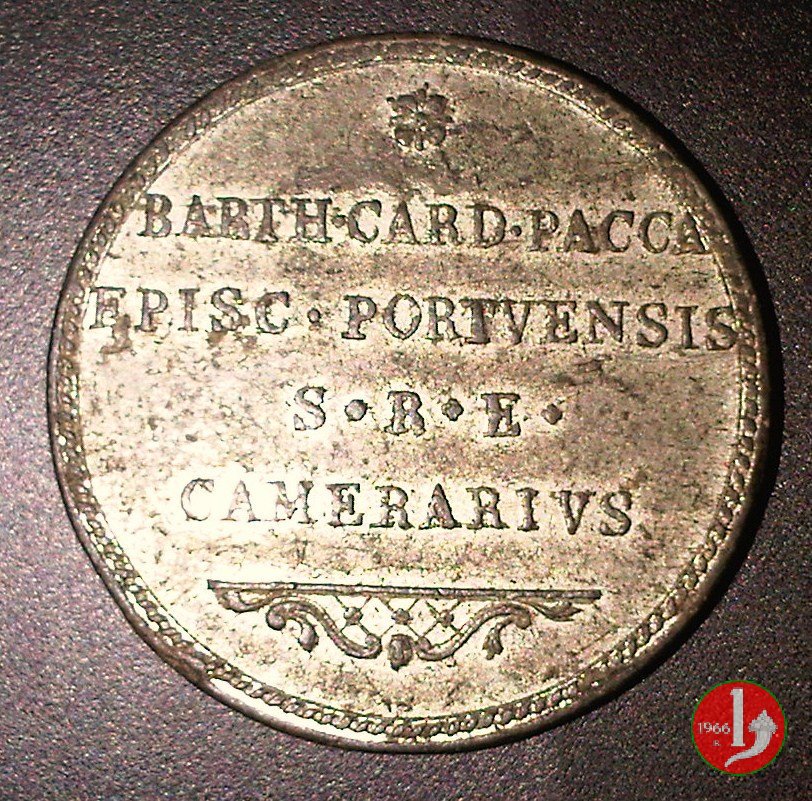 BARTH·CARD·PACCA
EPISC·PORTVENSIS
S·R·E·
CAMERARIVS
1966
R